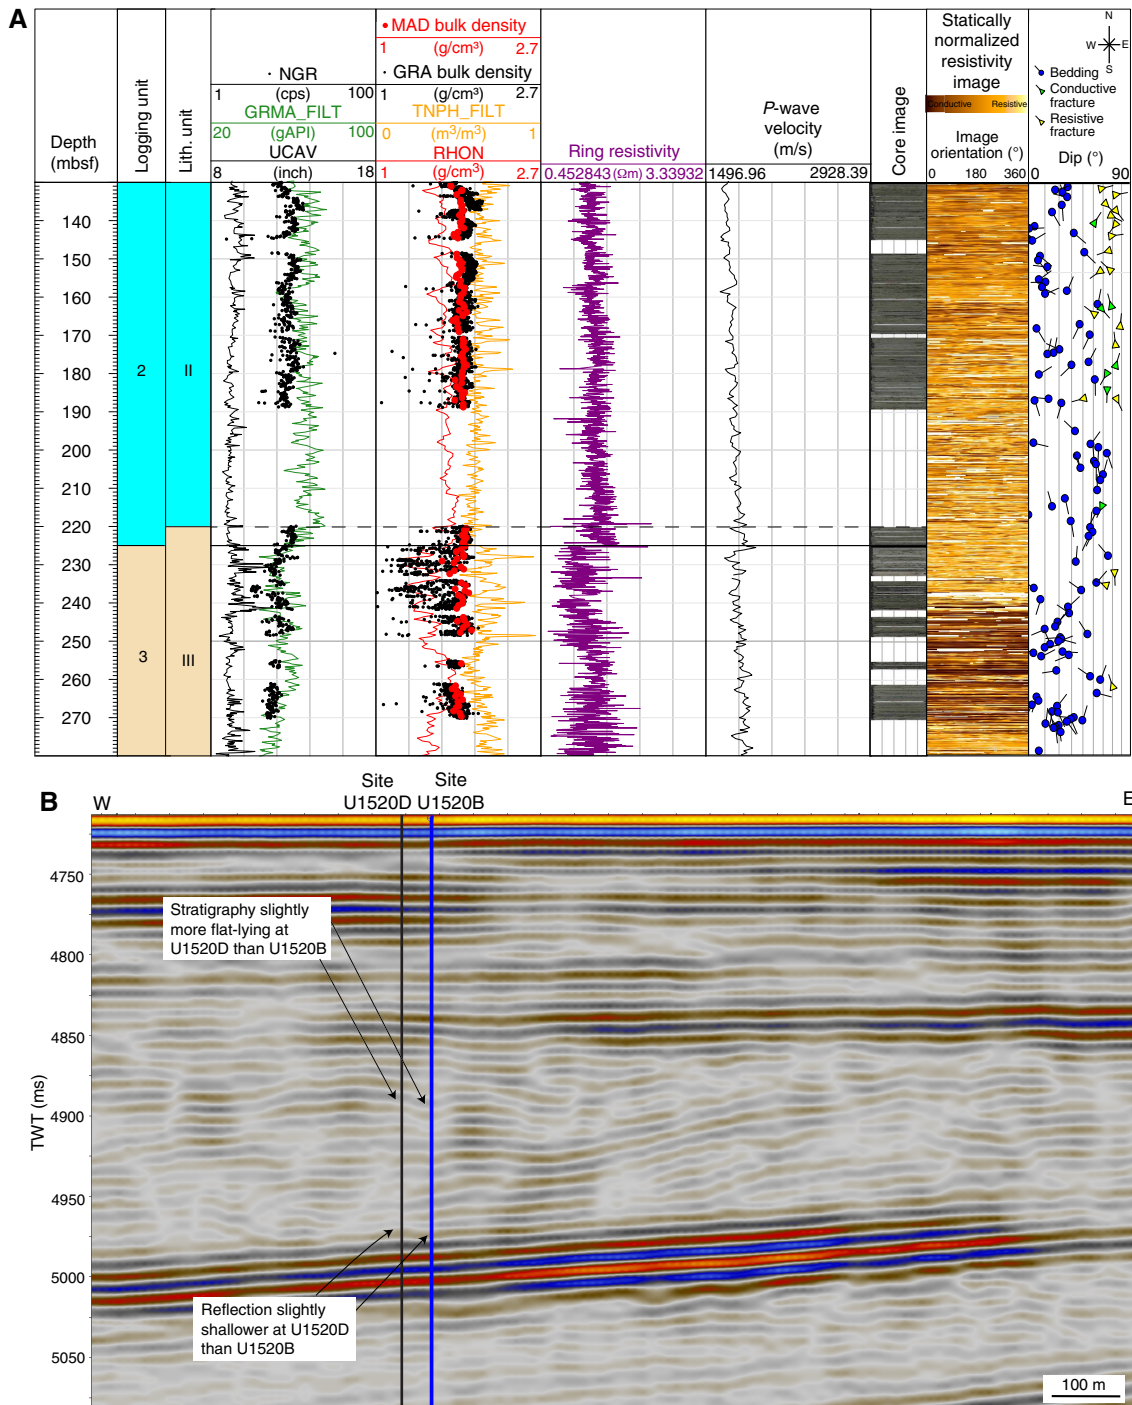 A
Depth
(mbsf)
Logging unit
Lith. unit
· NGR
1 (cps) 100
GRMA_FILT
20 (gAPI) 100
UCAV
8 (inch) 18
• MAD bulk density
1 (g/cm³) 2.7
· GRA bulk density
1 (g/cm³) 2.7
TNPH_FILT
0 (m³/m³) 1
RHON
1 (g/cm³) 2.7
Ring resistivity
0.452843 (Ωm) 3.33932
P-wave
velocity
(m/s)
1496.96 2928.39
Core image
Statically
normalized
resistivity
image
Conductive Resistive
Image
orientation (°)
0 180 360
N
W E
S
Bedding
Conductive
fracture
Resistive
fracture
Dip (°)
0 90
140
150
160
170
180
190
200
210
220
230
240
250
260
270
2
II
3
III
B
W
Site
U1520D
Site
U1520B
E
TWT (ms)
4750
4800
4850
4900
4950
5000
5050
Stratigraphy slightly
more flat-lying at
U1520D than U1520B
Reflection slightly
shallower at U1520D
than U1520B
100 m